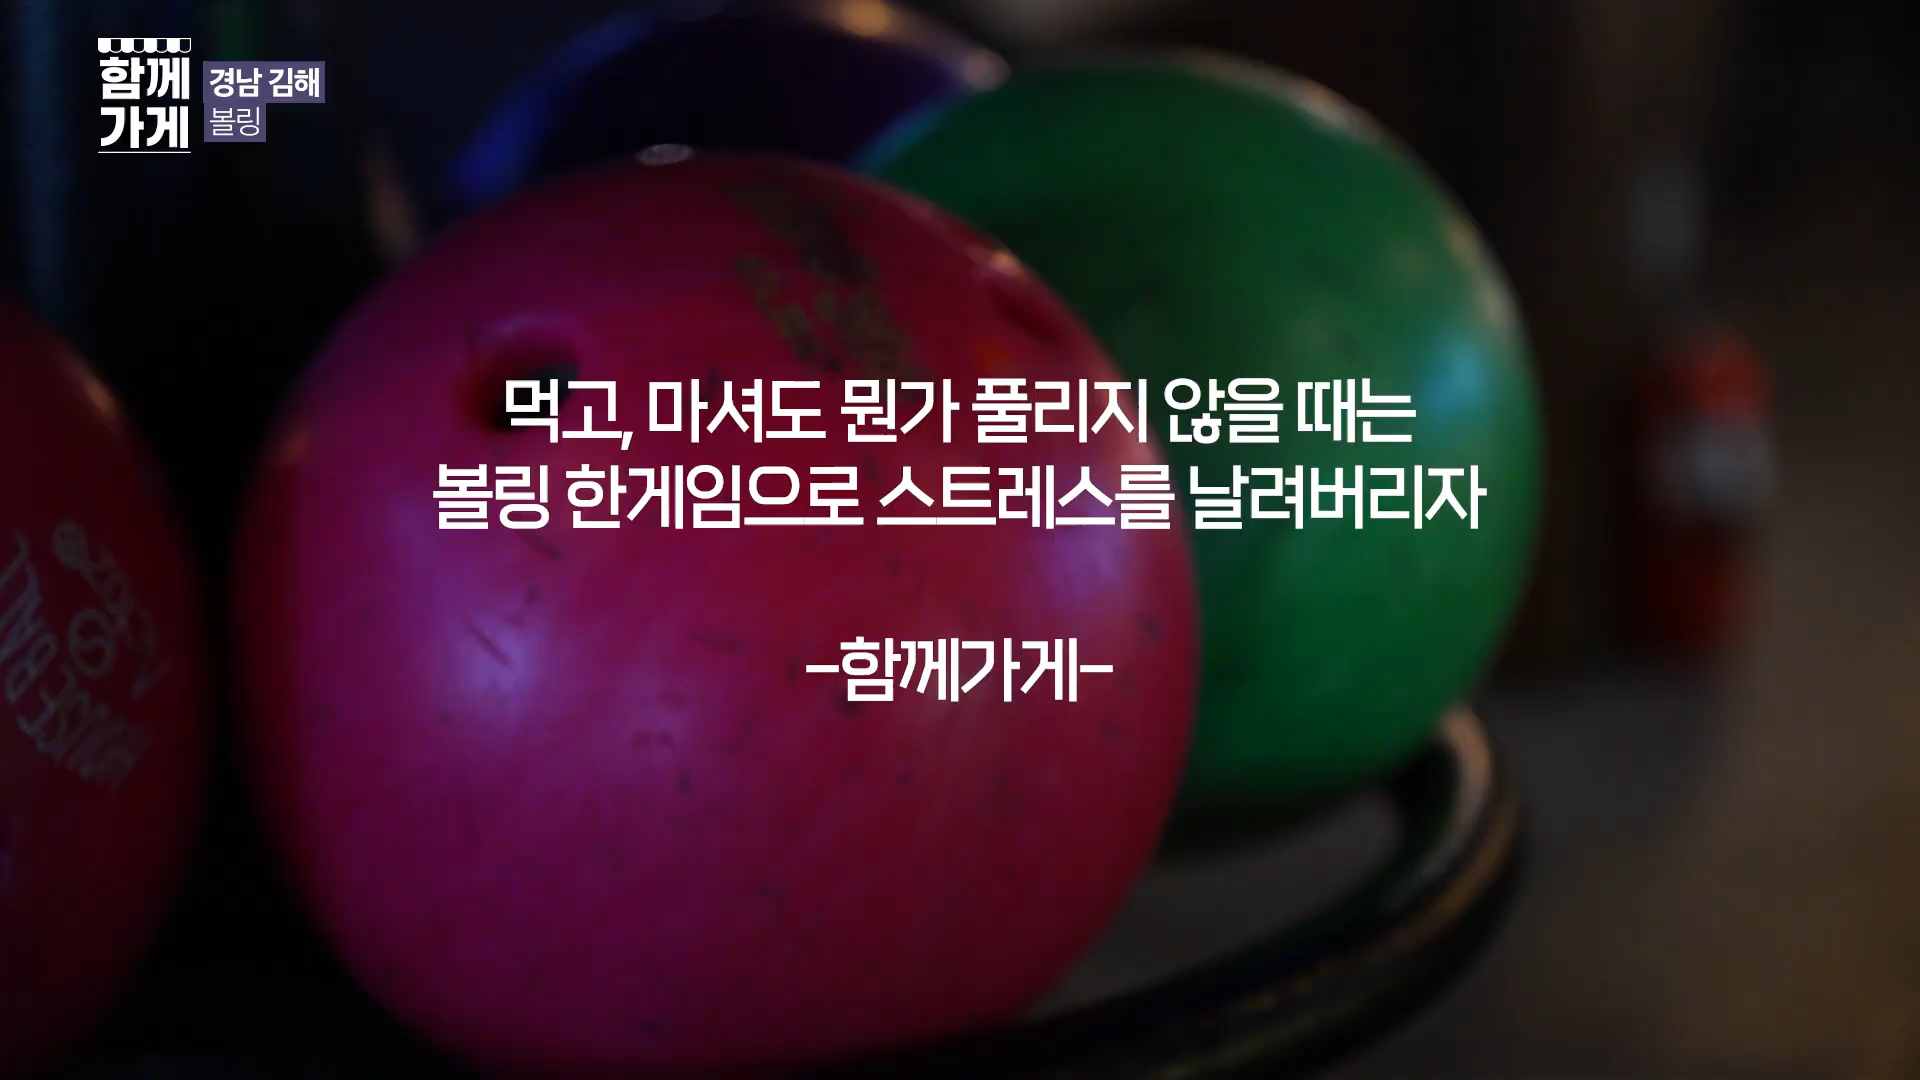 함께
가게
경남 김해
볼링
먹고, 마셔도 뭔가 풀리지 않을 때는
볼링 한게임으로 스트레스를 날려버리자
-함께가게-
HOUSE BALL